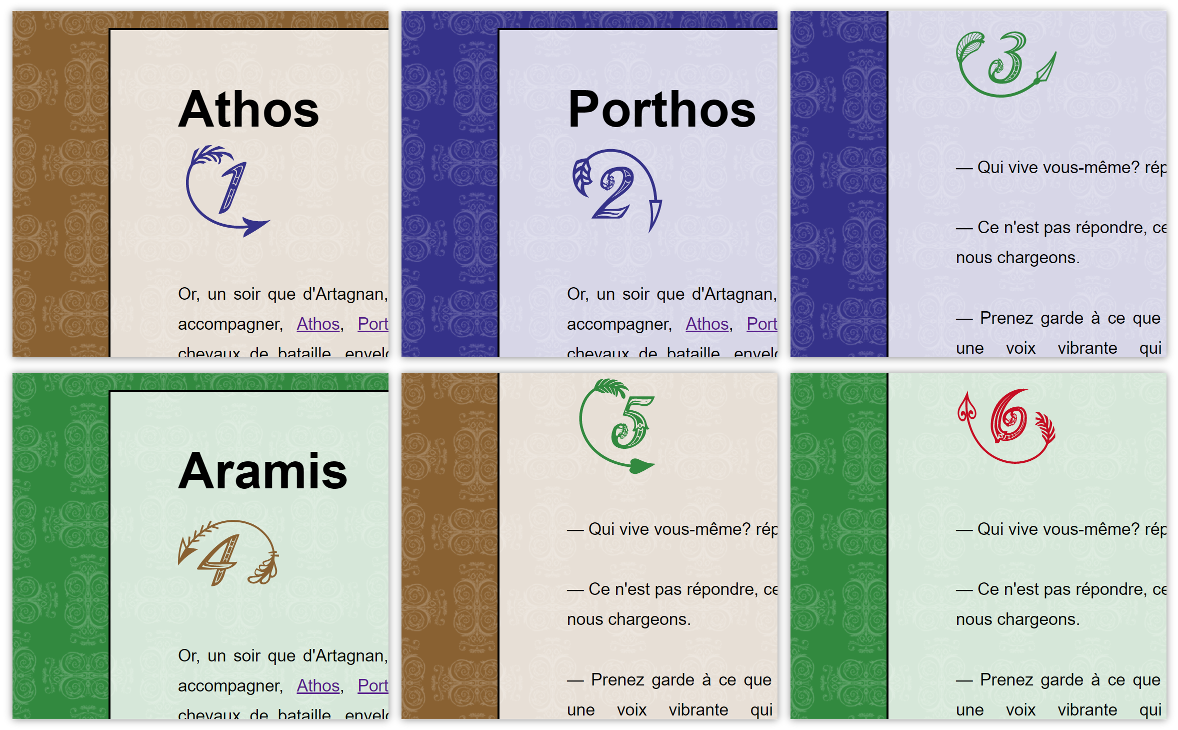 Athos
1
Or, un soir que d'Artagnan,
accompagner, Athos, Port
chevaux de bataille, envelo
Porthos
2
Or, un soir que d'Artagnan,
accompagner, Athos, Port
chevaux de bataille, envelo
3
— Qui vive vous-même? rép
— Ce n'est pas répondre, ce
nous chargeons.
— Prenez garde à ce que
une voix vibrante qui
Aramis
4
Or, un soir que d'Artagnan,
accompagner, Athos, Port
chevaux de bataille, envelo
5
— Qui vive vous-même? rép
— Ce n'est pas répondre, ce
nous chargeons.
— Prenez garde à ce que
une voix vibrante qui
6
— Qui vive vous-même? rép
— Ce n'est pas répondre, ce
nous chargeons.
— Prenez garde à ce que
une voix vibrante qui